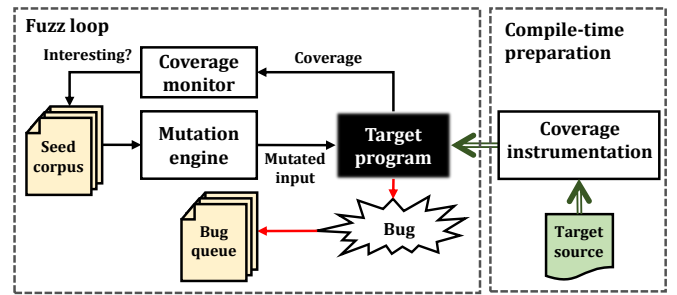 Fuzz loop
Interesting?
Coverage
monitor
Coverage
Seed
corpus
Mutation
engine
Mutated
input
Target
program
Bug
queue
Bug
Compile-time
preparation
Coverage
instrumentation
Target
source